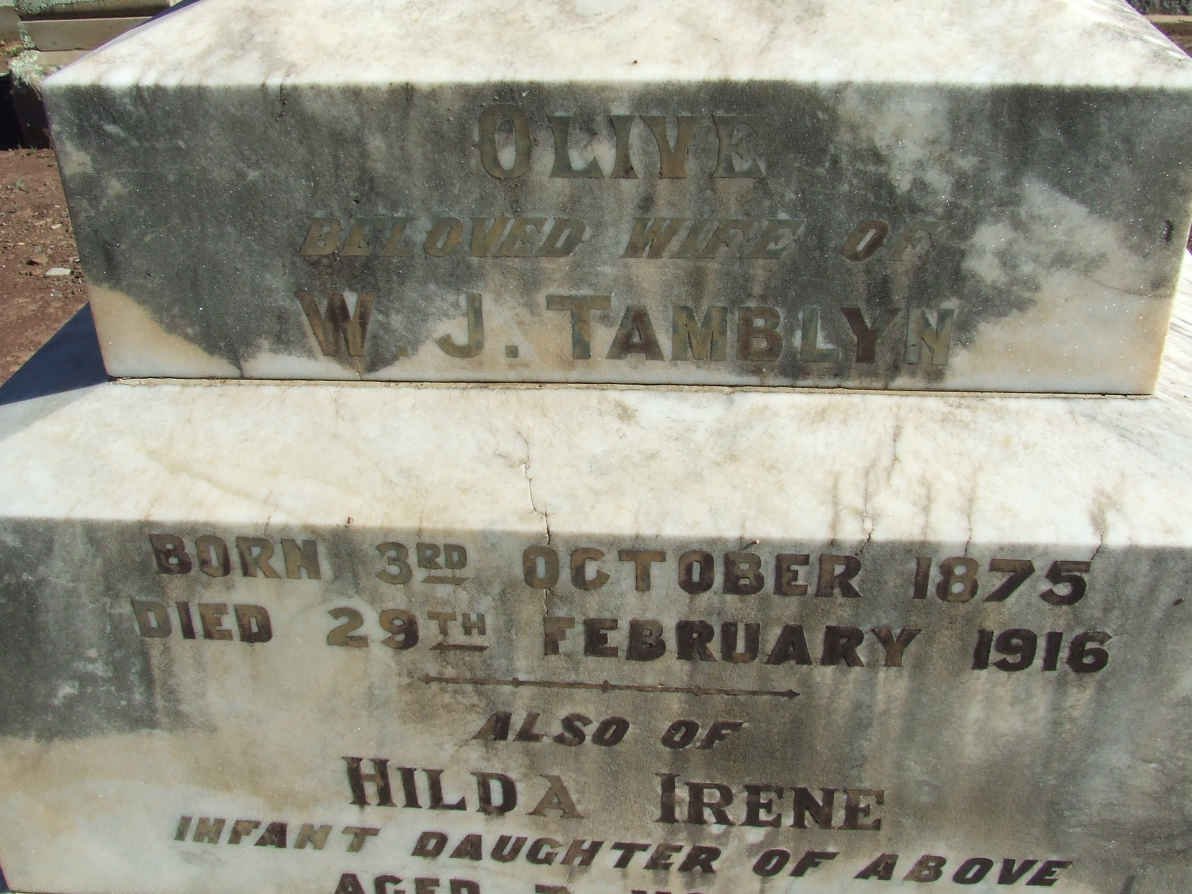 OLIVE
BELOVED WIFE OF
W. J. TAMBLYN
BORN 3RD OCTOBER 1875
DIED 29TH FEBRUARY 1916
ALSO OF
HILDA IRENE
INFANT DAUGHTER OF ABOVE
AGED